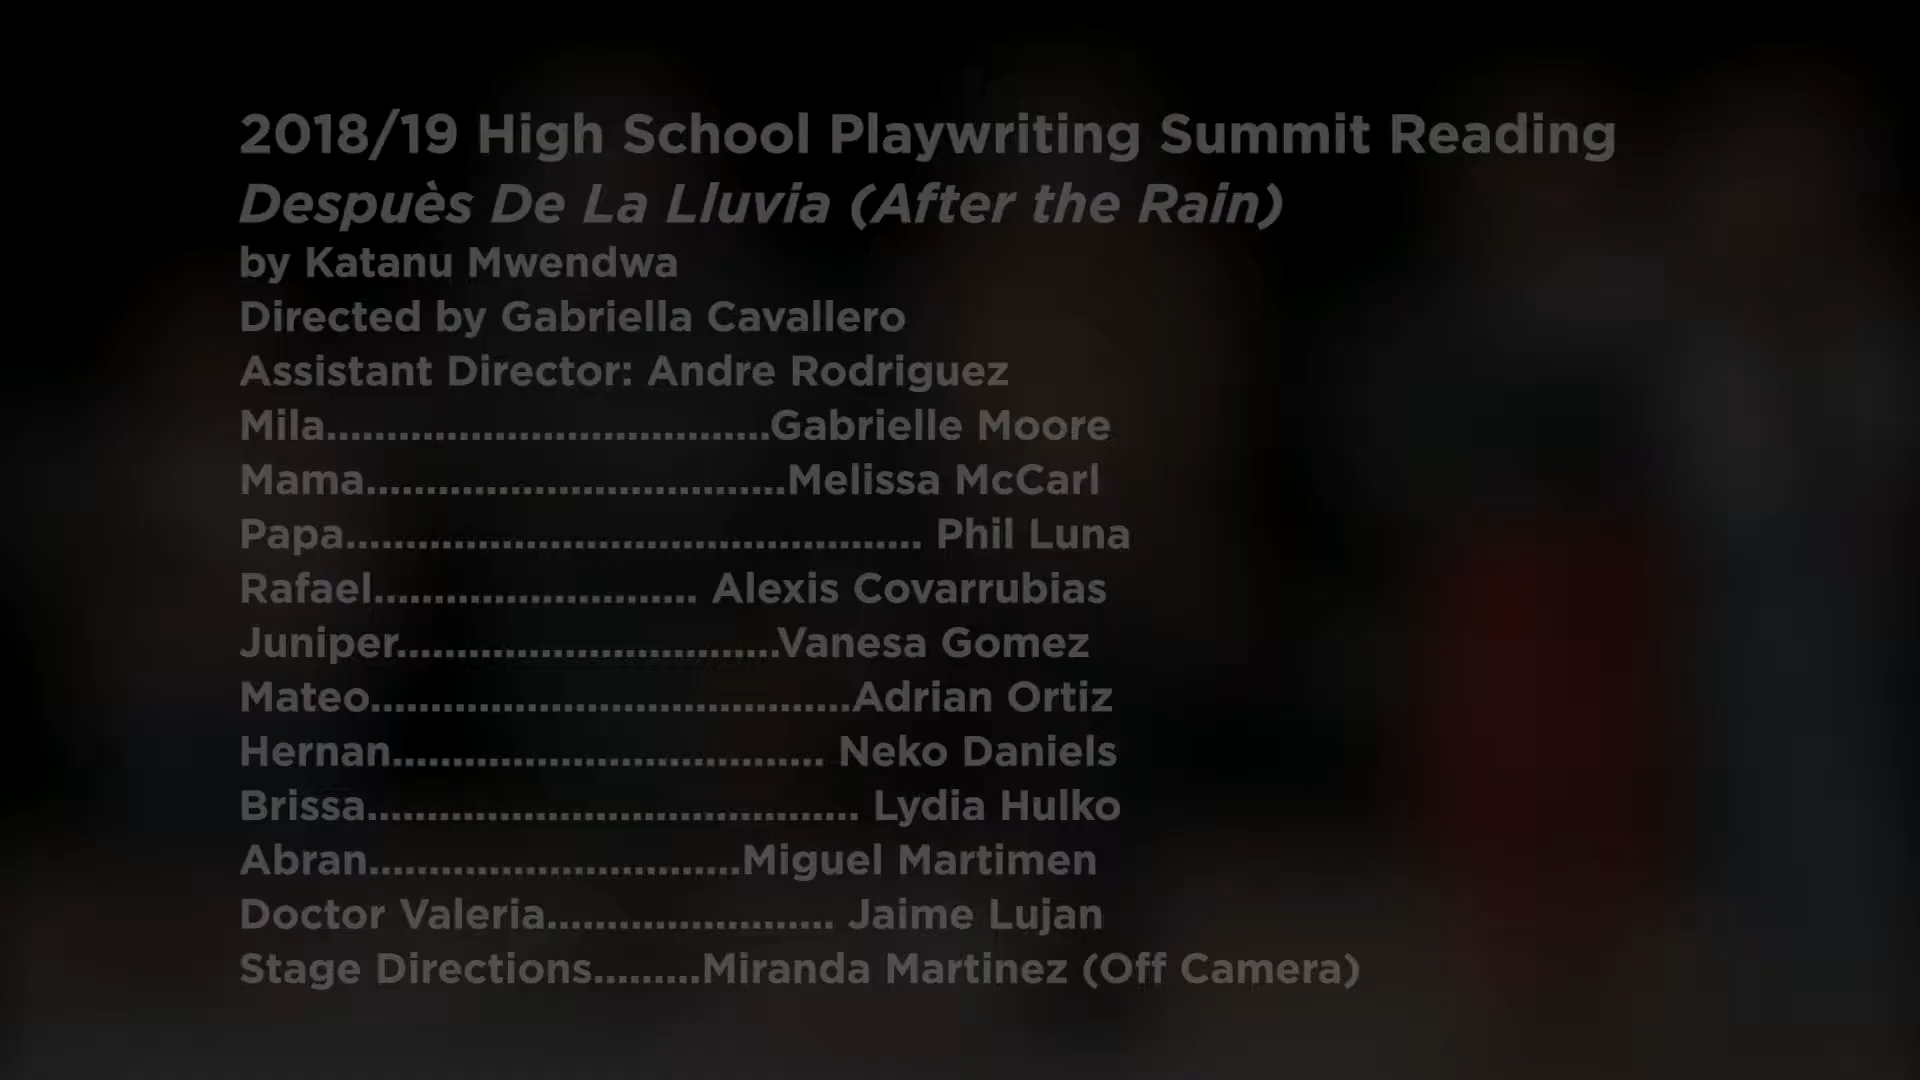 2018/19 High School Playwriting Summit Reading
Despuès De La Lluvia (After the Rain)
by Katanu Mwendwa
Directed by Gabriella Cavallero
Assistant Director: Andre Rodriguez
Mila.....................................Gabrielle Moore
Mama...................................Melissa McCarl
Papa................................................ Phil Luna
Rafael........................... Alexis Covarrubias
Juniper................................Vanesa Gomez
Mateo........................................Adrian Ortiz
Hernan.................................... Neko Daniels
Brissa......................................... Lydia Hulko
Abran...............................Miguel Martimen
Doctor Valeria........................ Jaime Lujan
Stage Directions.........Miranda Martinez (Off Camera)